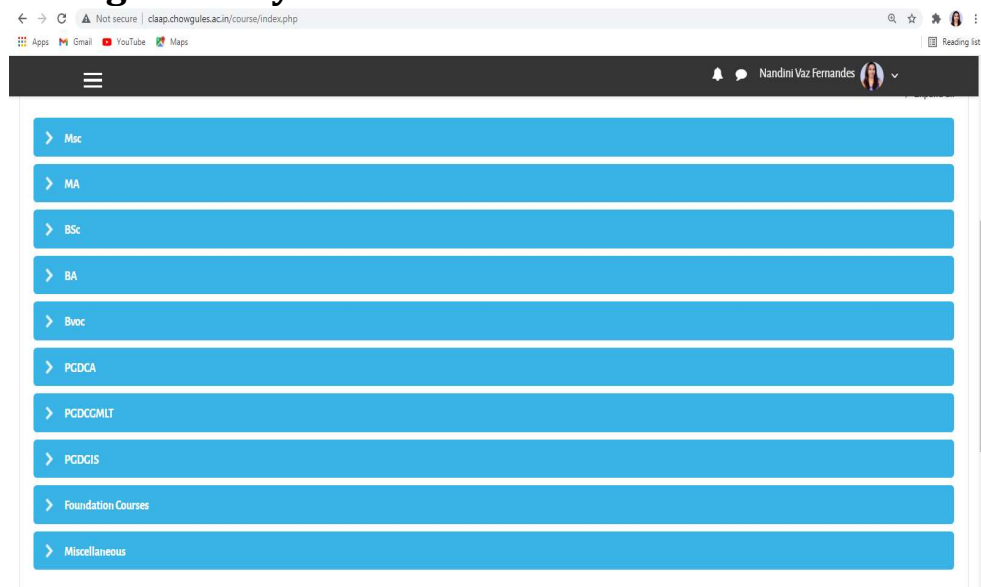 Not secure | claap.chowgules.ac.in/course/index.php
Apps Gmail YouTube Maps Reading list
Nandini Vaz Fernandes
Msc
MA
BSc
BA
Bvoc
PGDCA
PGDCGMLT
PGDGIS
Foundation Courses
Miscellaneous